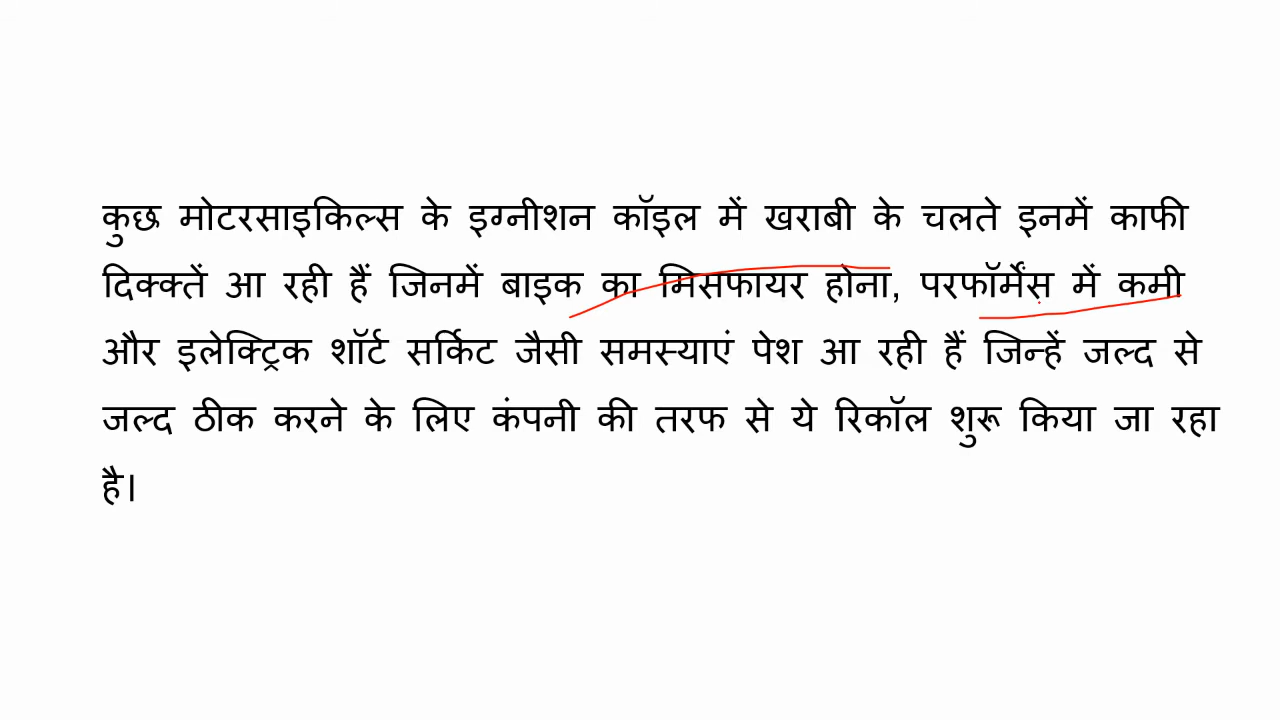 कुछ मोटरसाइकिल्स के इग्नीशन कॉइल में खराबी के चलते इनमें काफी
दिक्क्तें आ रही हैं जिनमें बाइक का मिसफायर होना, परफॉर्मेंस में कमी
और इलेक्ट्रिक शॉर्ट सर्किट जैसी समस्याएं पेश आ रही हैं जिन्हें जल्द से
जल्द ठीक करने के लिए कंपनी की तरफ से ये रिकॉल शुरू किया जा रहा
है।